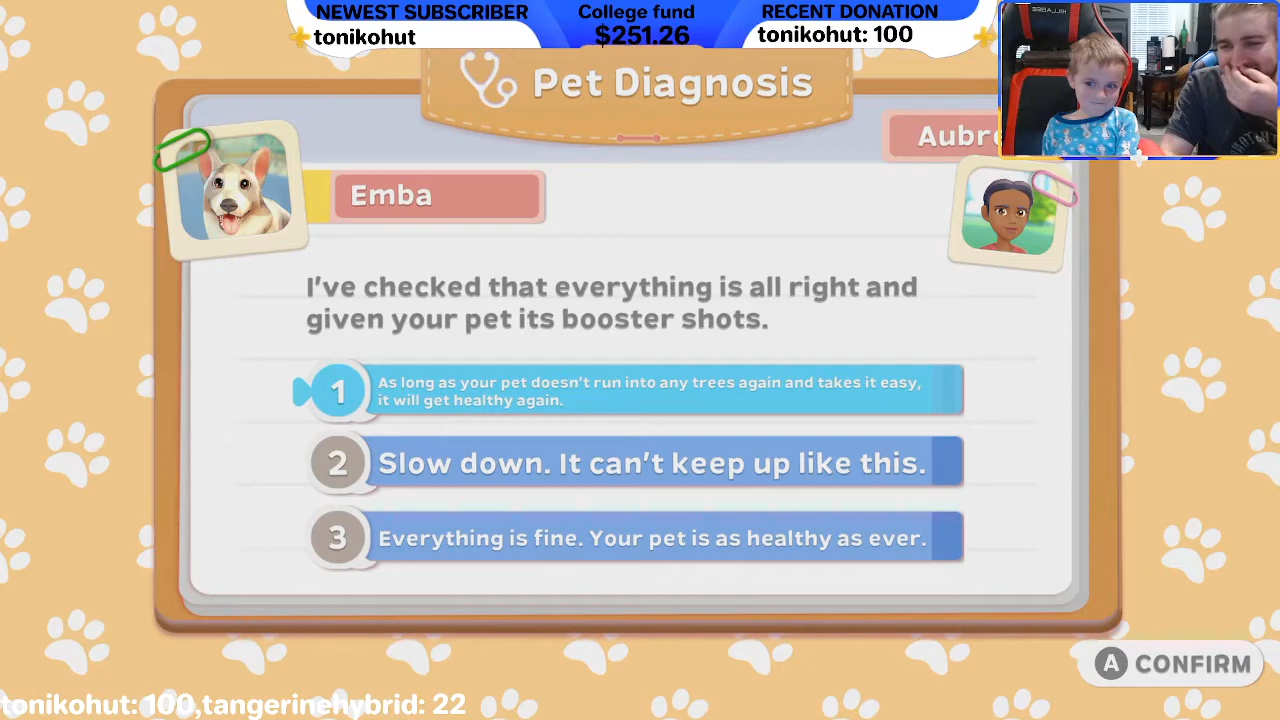 NEWEST SUBSCRIBER
tonikohut
College fund
$251.26
RECENT DONATION
tonikohut: 100
Pet Diagnosis
Aubre
Emba
I've checked that everything is all right and
given your pet its booster shots.
1
As long as your pet doesn't run into any trees again and takes it easy,
it will get healthy again.
2
Slow down. It can't keep up like this.
3
Everything is fine. Your pet is as healthy as ever.
A CONFIRM
tonikohut: 100,tangerinehybrid: 22